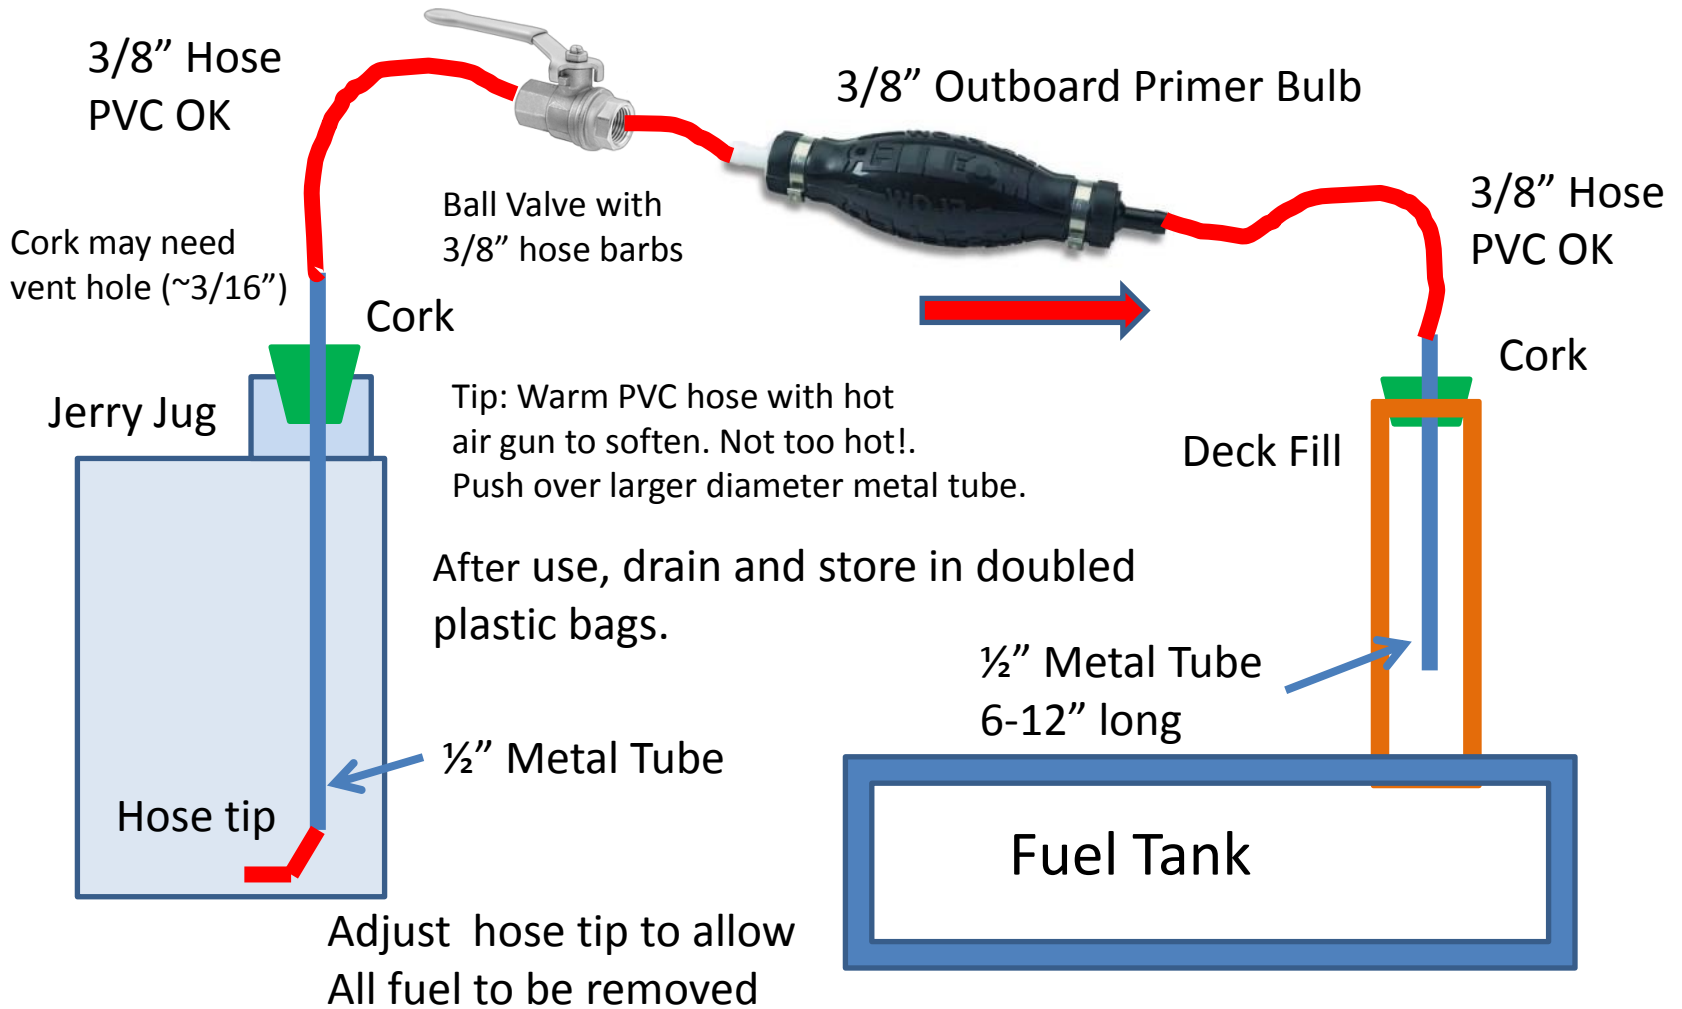 3/8” Hose
PVC OK
3/8” Outboard Primer Bulb
Ball Valve with
3/8” hose barbs
3/8” Hose
PVC OK
Cork may need
vent hole (~3/16”)
Cork
Cork
Jerry Jug
Tip: Warm PVC hose with hot
air gun to soften. Not too hot!.
Push over larger diameter metal tube.
Deck Fill
After use, drain and store in doubled
plastic bags.
½” Metal Tube
6-12” long
½” Metal Tube
Hose tip
Fuel Tank
Adjust  hose tip to allow
All fuel to be removed